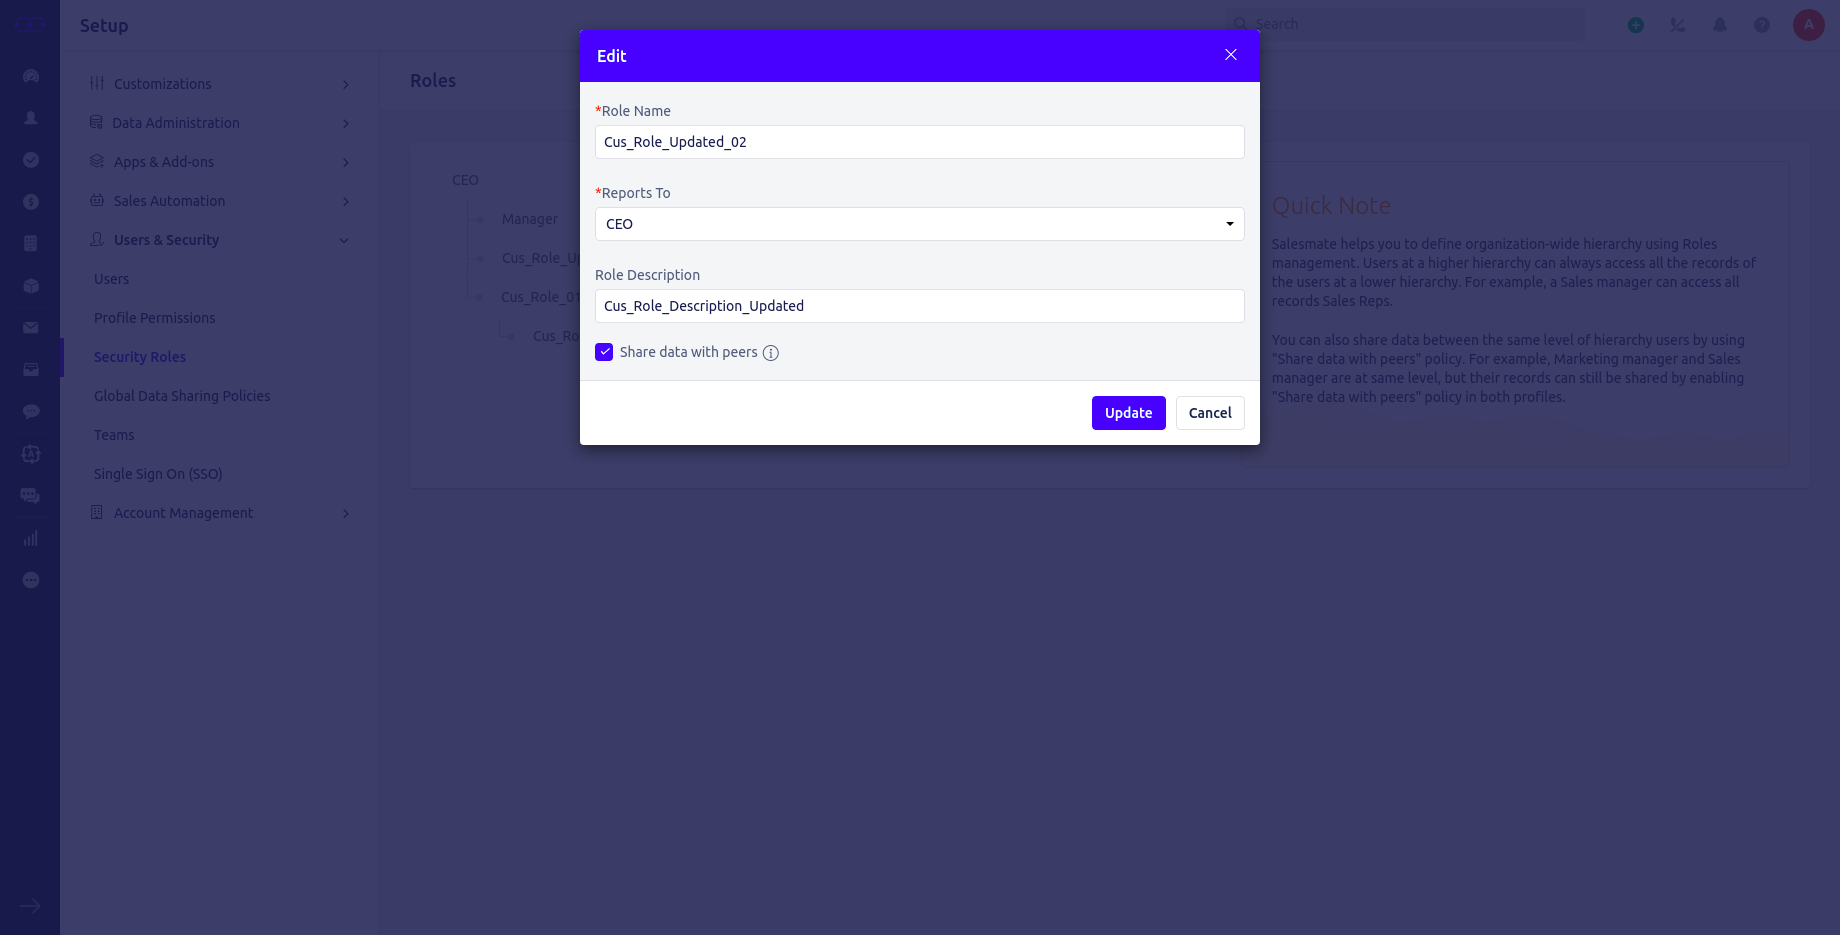 Setup
Search
A
Customizations
Data Administration
Apps & Add-ons
Sales Automation
Users & Security
Users
Profile Permissions
Security Roles
Global Data Sharing Policies
Teams
Single Sign On (SSO)
Account Management
Roles
CEO
Manager
Cus_Role_Up
Cus_Role_01
Cus_Ro
Edit
*Role Name
Cus_Role_Updated_02
*Reports To
CEO
Role Description
Cus_Role_Description_Updated
Share data with peers
Update
Cancel
Quick Note
Salesmate helps you to define organization-wide hierarchy using Roles
management. Users at a higher hierarchy can always access all the records of
the users at a lower hierarchy. For example, a Sales manager can access all
records Sales Reps.
You can also share data between the same level of hierarchy users by using
"Share data with peers" policy. For example, Marketing manager and Sales
manager are at same level, but their records can still be shared by enabling
"Share data with peers" policy in both profiles.